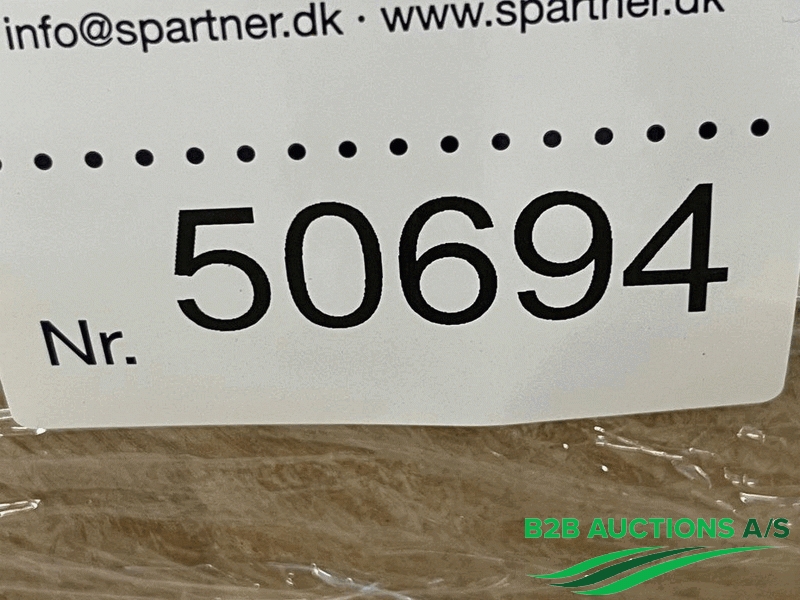 info@spartner.dk · www.spartner.dk
Nr. 50694
B2B AUCTIONS A/S